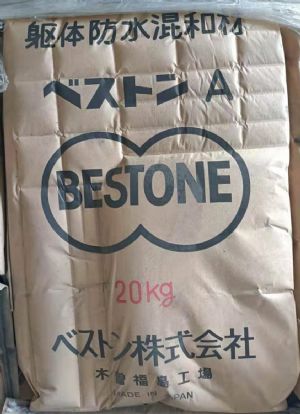 躯体防水混和材
ベストン A
BESTONE
20kg
ベストン株式会社
木曽福島工場
MADE IN JAPAN